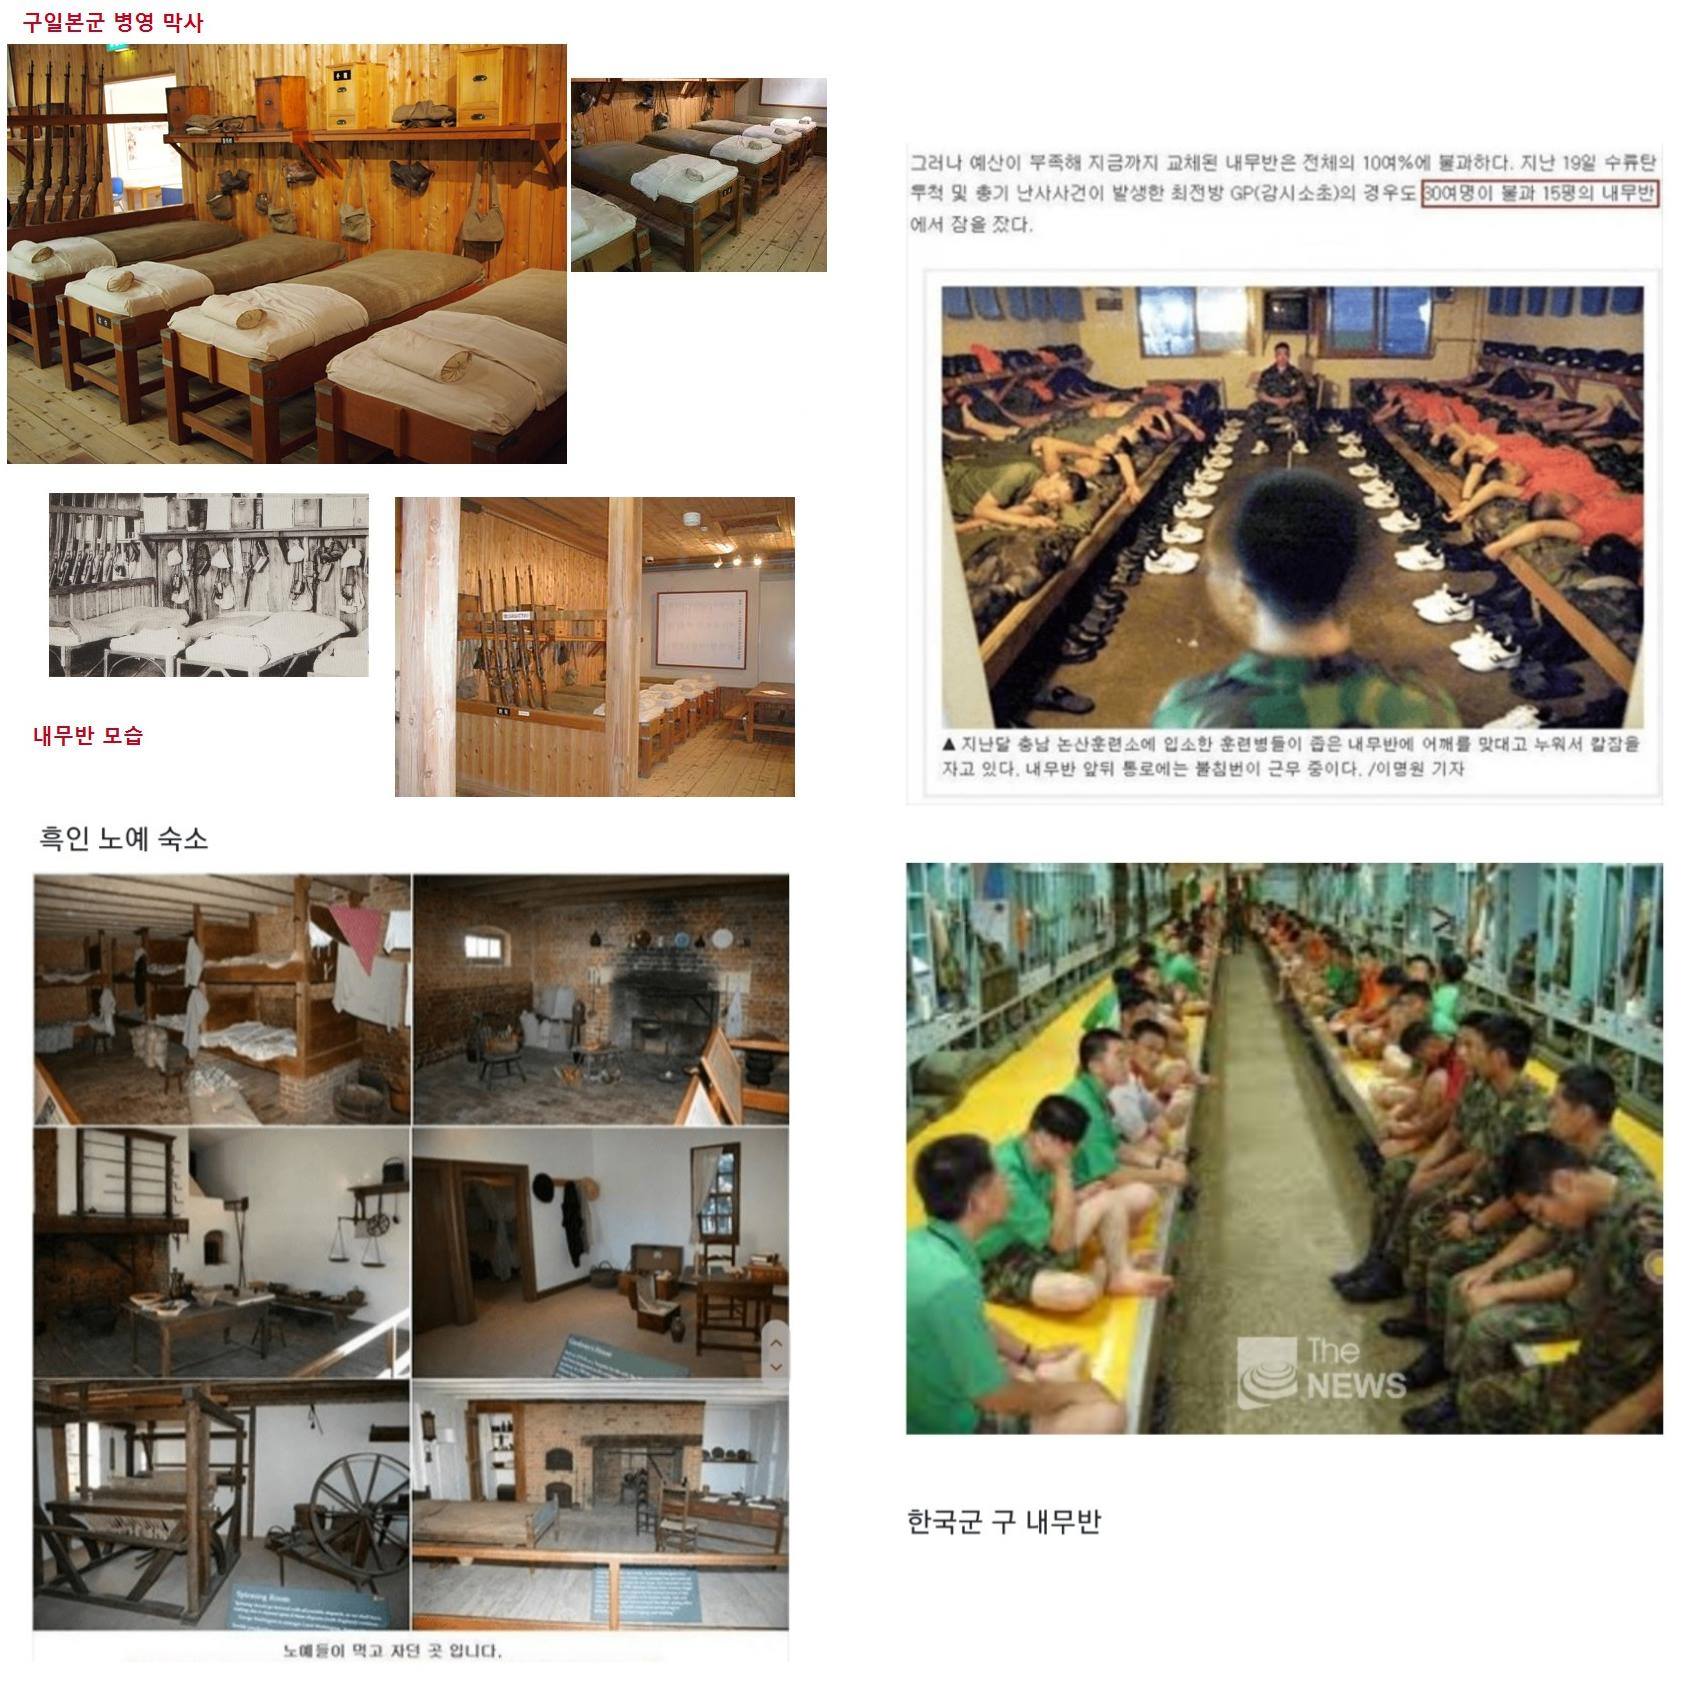 구일본군 병영 막사
내무반 모습
흑인 노예 숙소
Spinning Room
노예들이 먹고 자던 곳 입니다.
그러나 예산이 부족해 지금까지 교체된 내무반은 전체의 10여%에 불과하다. 지난 19일 수류탄
투척 및 총기 난사사건이 발생한 최전방 GP(감시소초)의 경우도 30여명이 불과 15평의 내무반
에서 잠을 잤다.
▲ 지난달 충남 논산훈련소에 입소한 훈련병들이 좁은 내무반에 어깨를 맞대고 누워서 칼잠을
자고 있다. 내무반 앞뒤 통로에는 불침번이 근무 중이다. /이명원 기자
The
NEWS
한국군 구 내무반